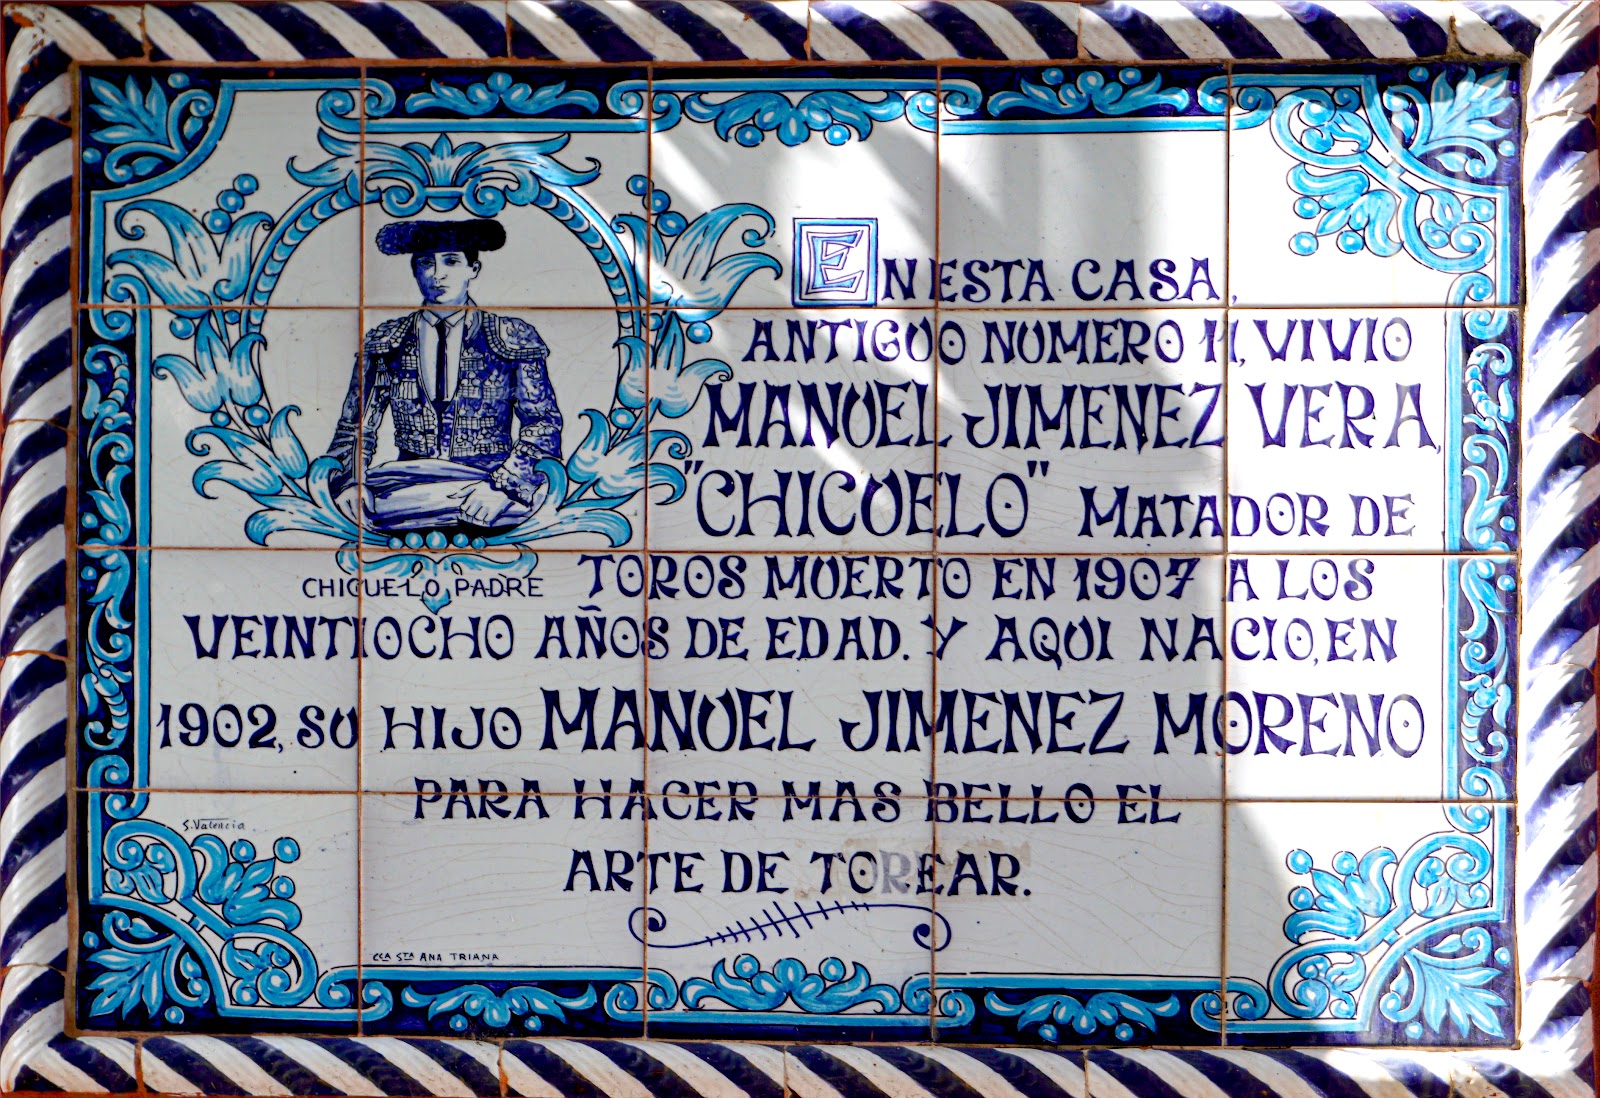 EN ESTA CASA,
ANTIGUO NUMERO 11, VIVIO
MANUEL JIMENEZ VERA,
"CHICUELO" MATADOR DE
TOROS MUERTO EN 1907 A LOS
CHICUELO PADRE
VEINTIOCHO AÑOS DE EDAD. Y AQUI NACIO, EN
1902, SU HIJO MANUEL JIMENEZ MORENO
PARA HACER MAS BELLO EL
S. Valencia
ARTE DE TOREAR.
CCA STA ANA TRIANA